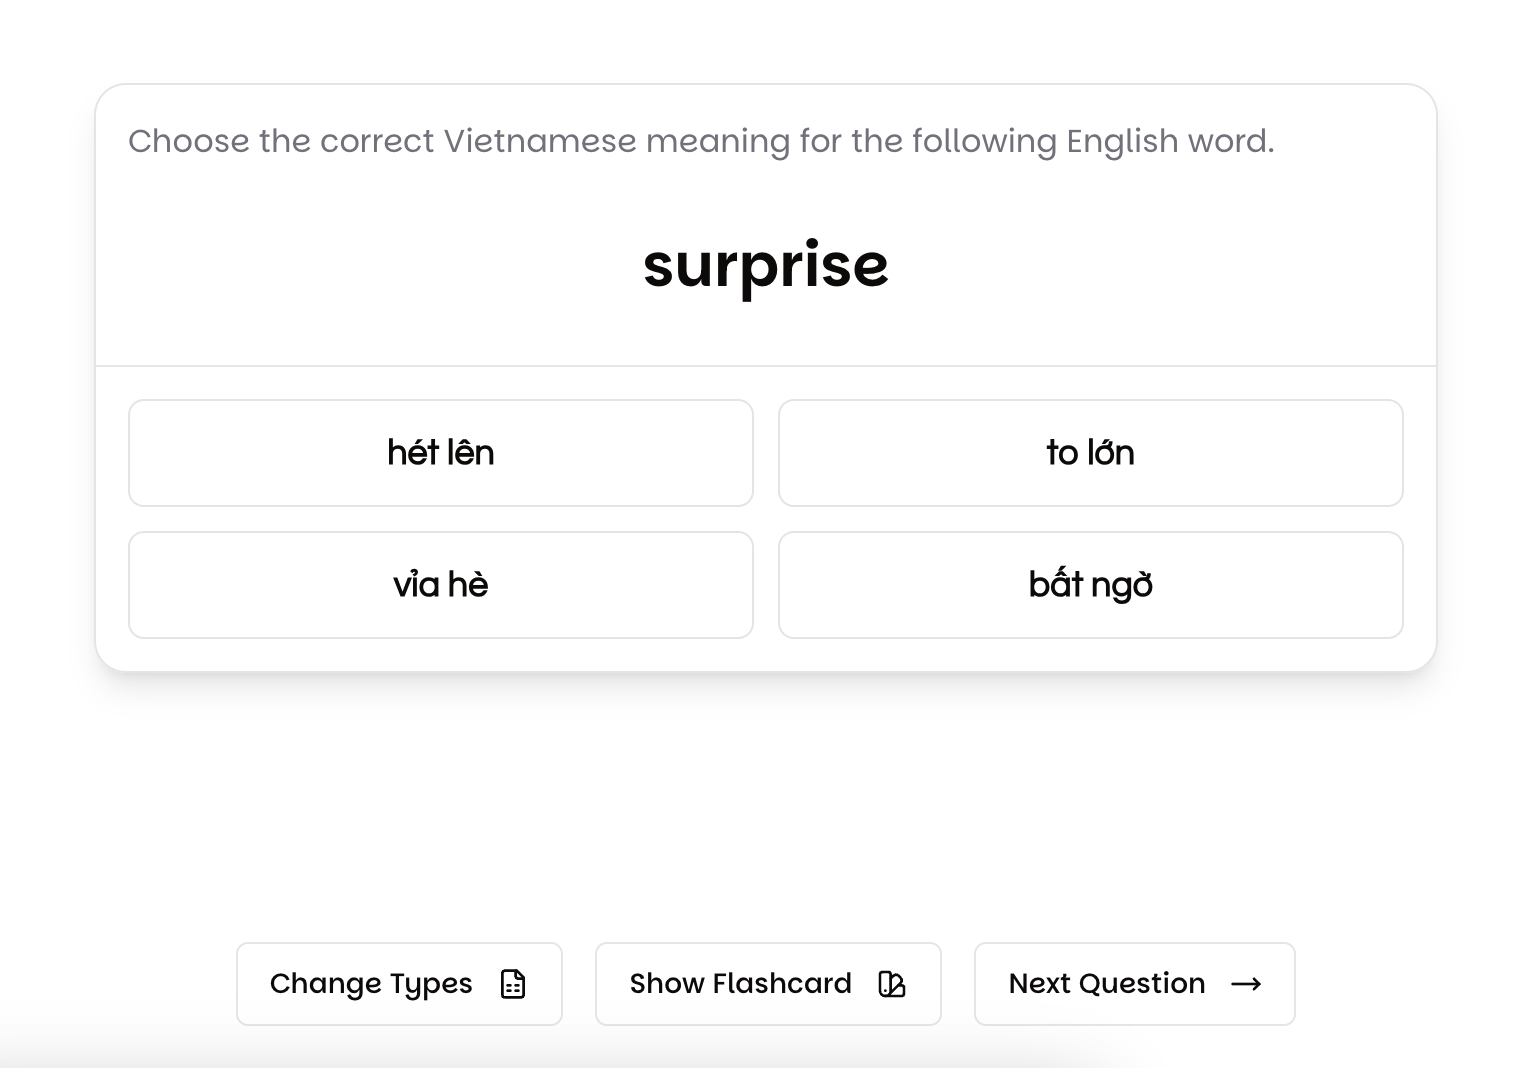 Choose the correct Vietnamese meaning for the following English word.
surprise
hét lên
to lớn
vỉa hè
bất ngờ
Change Types
Show Flashcard
Next Question